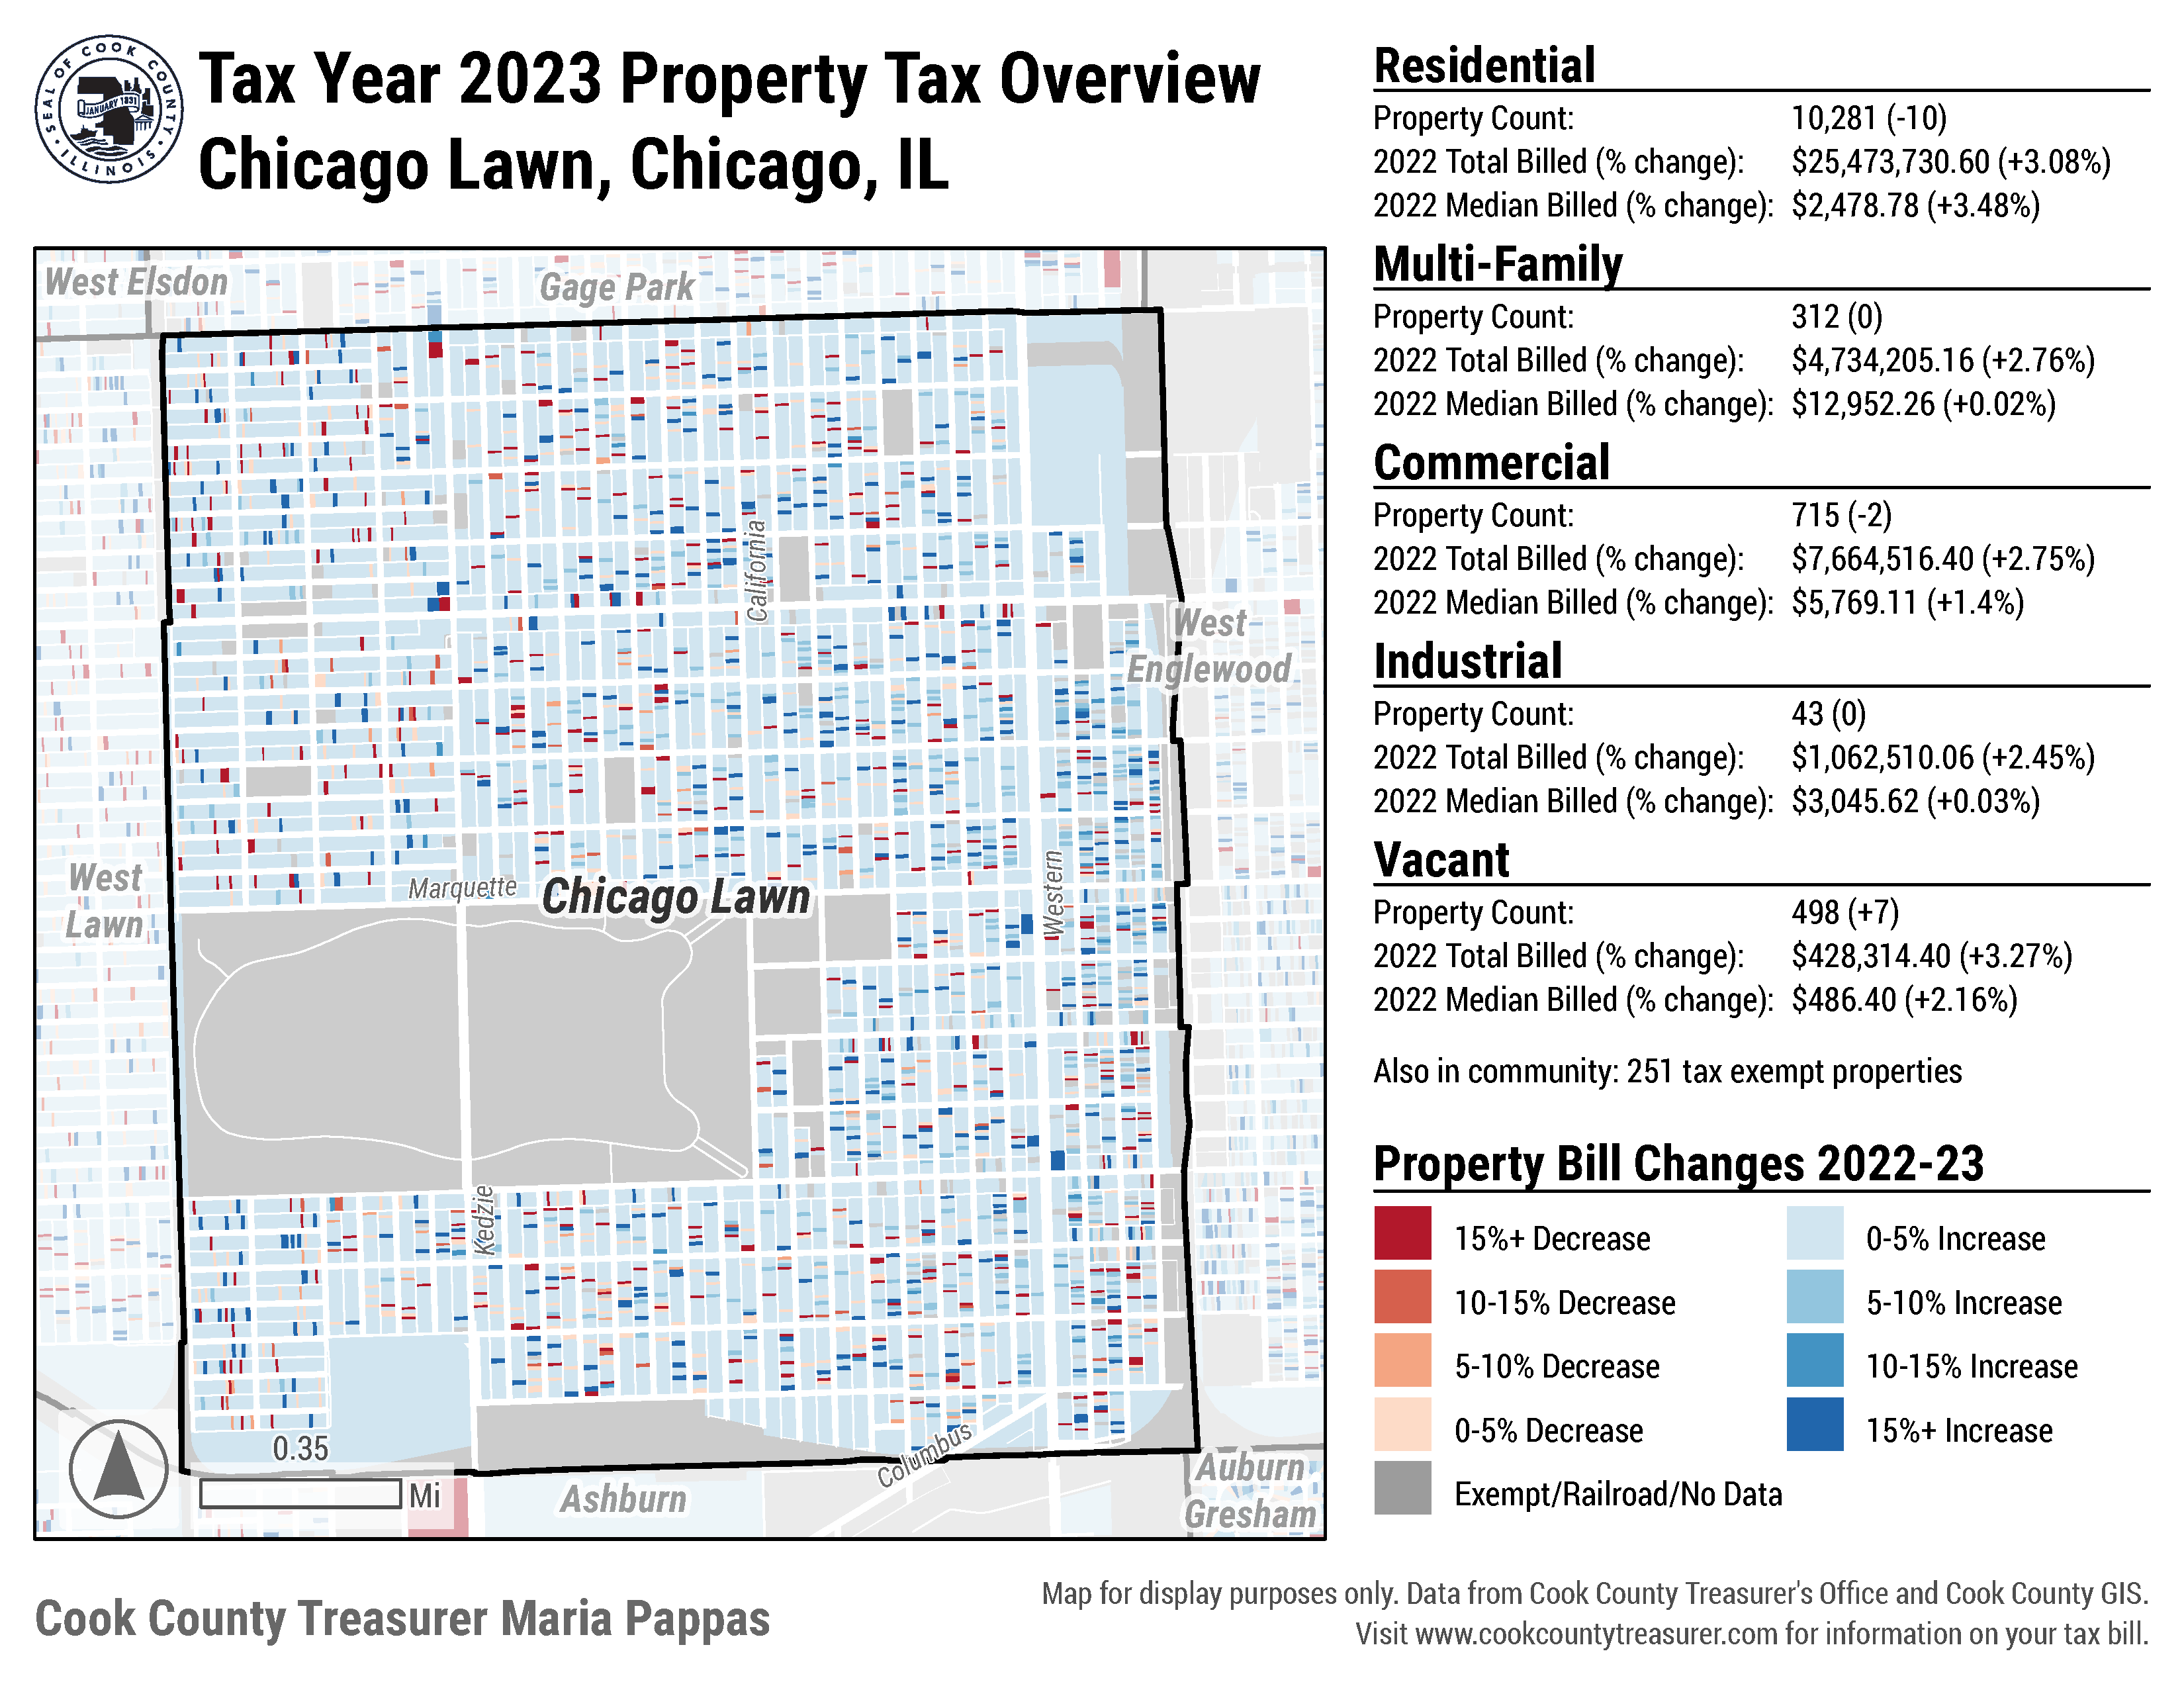 SEAL OF COOK COUNTY
ILLINOIS
JANUARY 1831
Tax Year 2023 Property Tax Overview
Chicago Lawn, Chicago, IL
West Elsdon
Gage Park
California
West
Englewood
West
Lawn
Marquette
Chicago Lawn
Western
Kedzie
Columbus
0.35
Mi
Ashburn
Auburn
Gresham
Residential
Property Count: 10,281 (-10)
2022 Total Billed (% change): $25,473,730.60 (+3.08%)
2022 Median Billed (% change): $2,478.78 (+3.48%)
Multi-Family
Property Count: 312 (0)
2022 Total Billed (% change): $4,734,205.16 (+2.76%)
2022 Median Billed (% change): $12,952.26 (+0.02%)
Commercial
Property Count: 715 (-2)
2022 Total Billed (% change): $7,664,516.40 (+2.75%)
2022 Median Billed (% change): $5,769.11 (+1.4%)
Industrial
Property Count: 43 (0)
2022 Total Billed (% change): $1,062,510.06 (+2.45%)
2022 Median Billed (% change): $3,045.62 (+0.03%)
Vacant
Property Count: 498 (+7)
2022 Total Billed (% change): $428,314.40 (+3.27%)
2022 Median Billed (% change): $486.40 (+2.16%)
Also in community: 251 tax exempt properties
Property Bill Changes 2022-23
15%+ Decrease
0-5% Increase
10-15% Decrease
5-10% Increase
5-10% Decrease
10-15% Increase
0-5% Decrease
15%+ Increase
Exempt/Railroad/No Data
Cook County Treasurer Maria Pappas
Map for display purposes only. Data from Cook County Treasurer's Office and Cook County GIS.
Visit www.cookcountytreasurer.com for information on your tax bill.